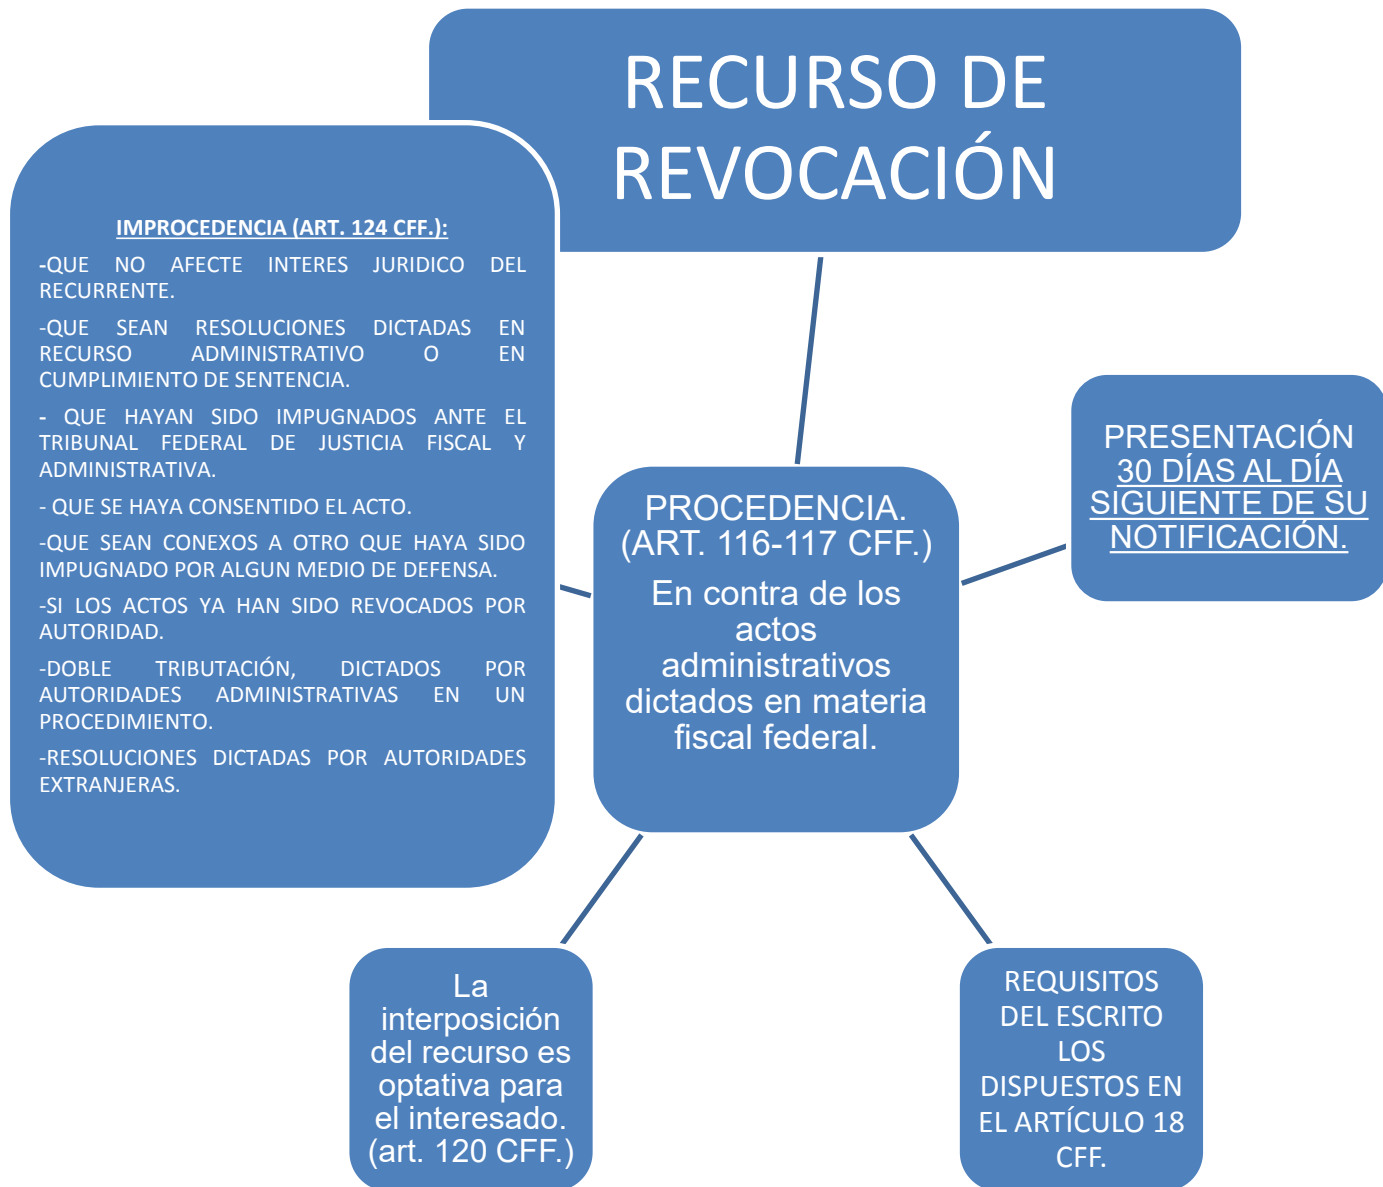 RECURSO DE
REVOCACIÓN
IMPROCEDENCIA (ART. 124 CFF.):
-QUE NO AFECTE INTERES JURIDICO DEL
RECURRENTE.
-QUE SEAN RESOLUCIONES DICTADAS EN
RECURSO ADMINISTRATIVO O EN
CUMPLIMIENTO DE SENTENCIA.
- QUE HAYAN SIDO IMPUGNADOS ANTE EL
TRIBUNAL FEDERAL DE JUSTICIA FISCAL Y
ADMINISTRATIVA.
- QUE SE HAYA CONSENTIDO EL ACTO.
-QUE SEAN CONEXOS A OTRO QUE HAYA SIDO
IMPUGNADO POR ALGUN MEDIO DE DEFENSA.
-SI LOS ACTOS YA HAN SIDO REVOCADOS POR
AUTORIDAD.
-DOBLE TRIBUTACIÓN, DICTADOS POR
AUTORIDADES ADMINISTRATIVAS EN UN
PROCEDIMIENTO.
-RESOLUCIONES DICTADAS POR AUTORIDADES
EXTRANJERAS.
PROCEDENCIA.
(ART. 116-117 CFF.)
En contra de los
actos
administrativos
dictados en materia
fiscal federal.
PRESENTACIÓN
30 DÍAS AL DÍA
SIGUIENTE DE SU
NOTIFICACIÓN.
La
interposición
del recurso es
optativa para
el interesado.
(art. 120 CFF.)
REQUISITOS
DEL ESCRITO
LOS
DISPUESTOS EN
EL ARTÍCULO 18
CFF.